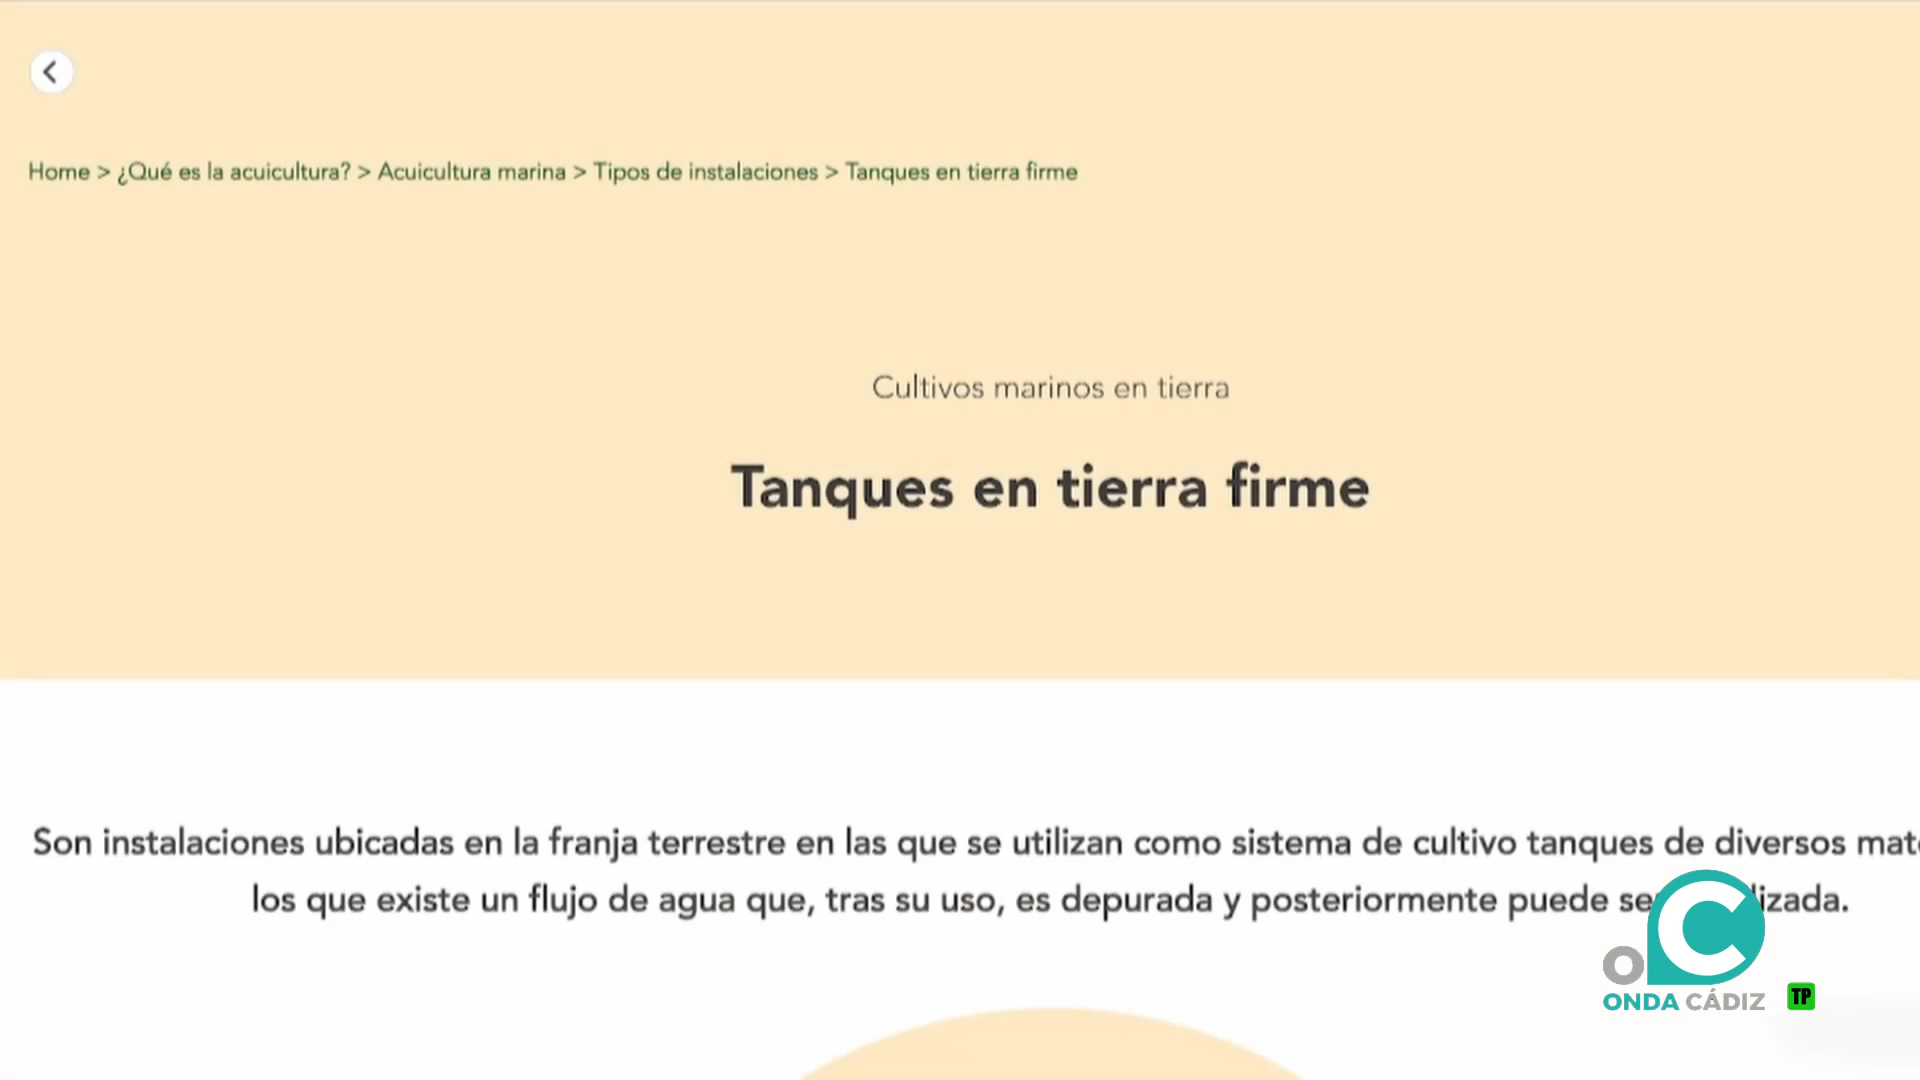 Home > ¿Qué es la acuicultura? > Acuicultura marina > Tipos de instalaciones > Tanques en tierra firme
Cultivos marinos en tierra
Tanques en tierra firme
Son instalaciones ubicadas en la franja terrestre en las que se utilizan como sistema de cultivo tanques de diversos
los que existe un flujo de agua que, tras su uso, es depurada y posteriormente puede
OC
ONDA CÁDIZ
TP